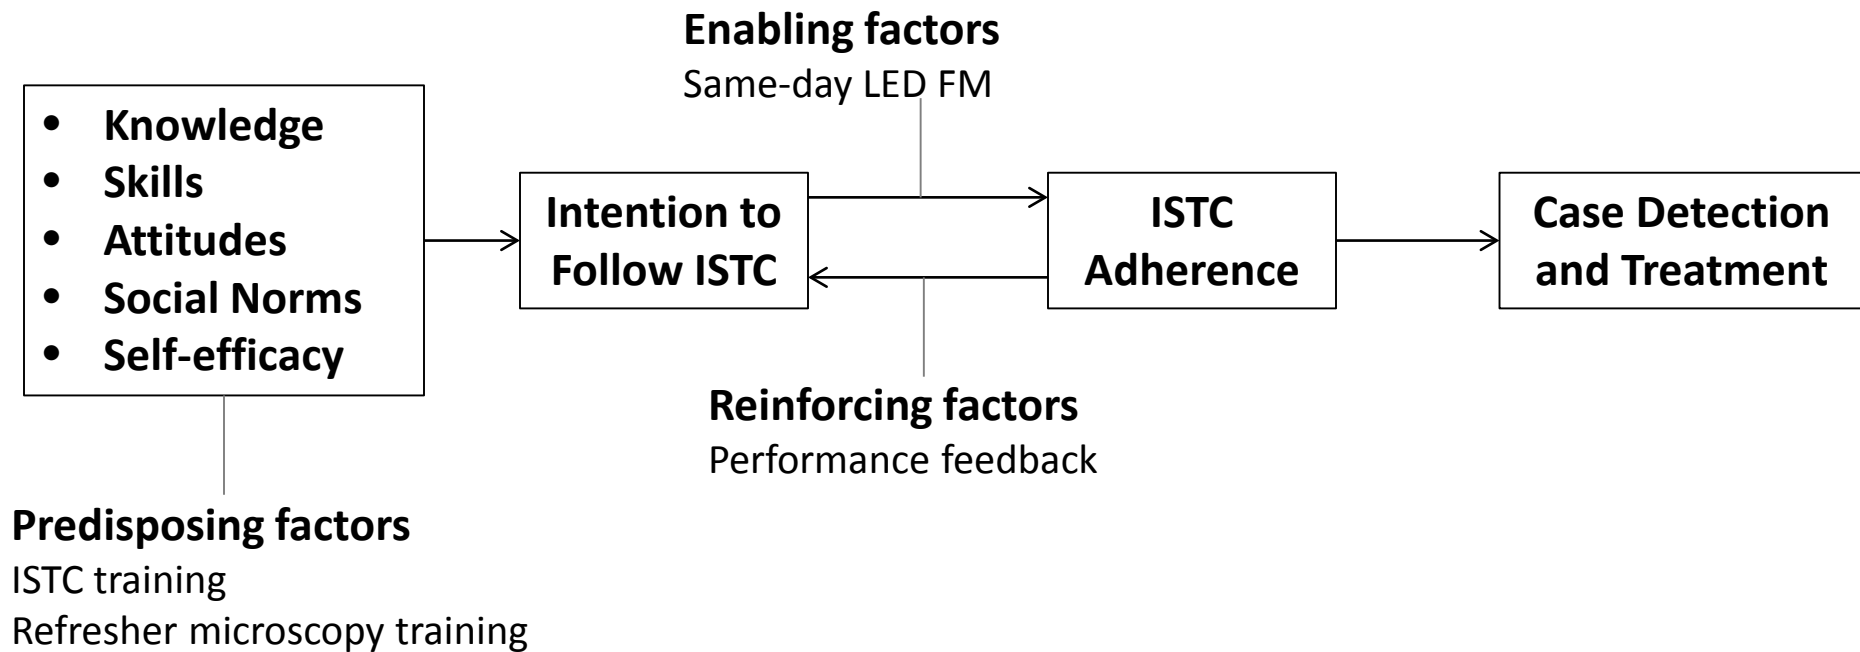 Enabling factors
Same-day LED FM
• Knowledge
• Skills
• Attitudes
• Social Norms
• Self-efficacy
Intention to
Follow ISTC
ISTC
Adherence
Case Detection
and Treatment
Reinforcing factors
Performance feedback
Predisposing factors
ISTC training
Refresher microscopy training